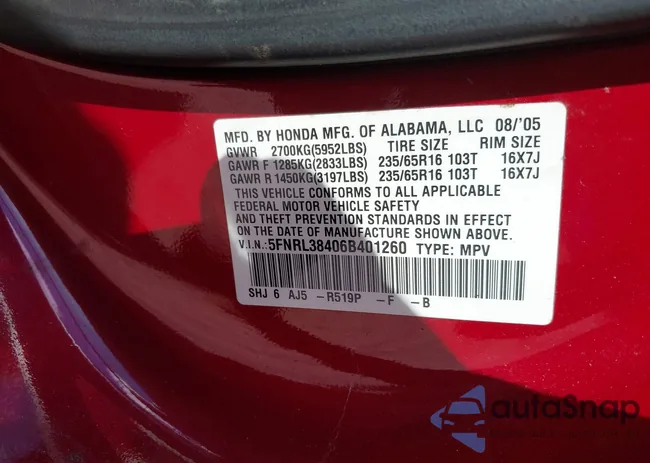 MFD. BY HONDA MFG. OF ALABAMA, LLC 08/'05
GVWR 2700KG(5952LBS) TIRE SIZE RIM SIZE
GAWR F 1285KG(2833LBS) 235/65R16 103T 16X7J
GAWR R 1450KG(3197LBS) 235/65R16 103T 16X7J
THIS VEHICLE CONFORMS TO ALL APPLICABLE
FEDERAL MOTOR VEHICLE SAFETY
AND THEFT PREVENTION STANDARDS IN EFFECT
ON THE DATE OF MANUFACTURE SHOWN ABOVE.
V.I.N.: 5FNRL38406B401260 TYPE: MPV
SHJ 6 AJ5 -R519P -F -B
autoSnap